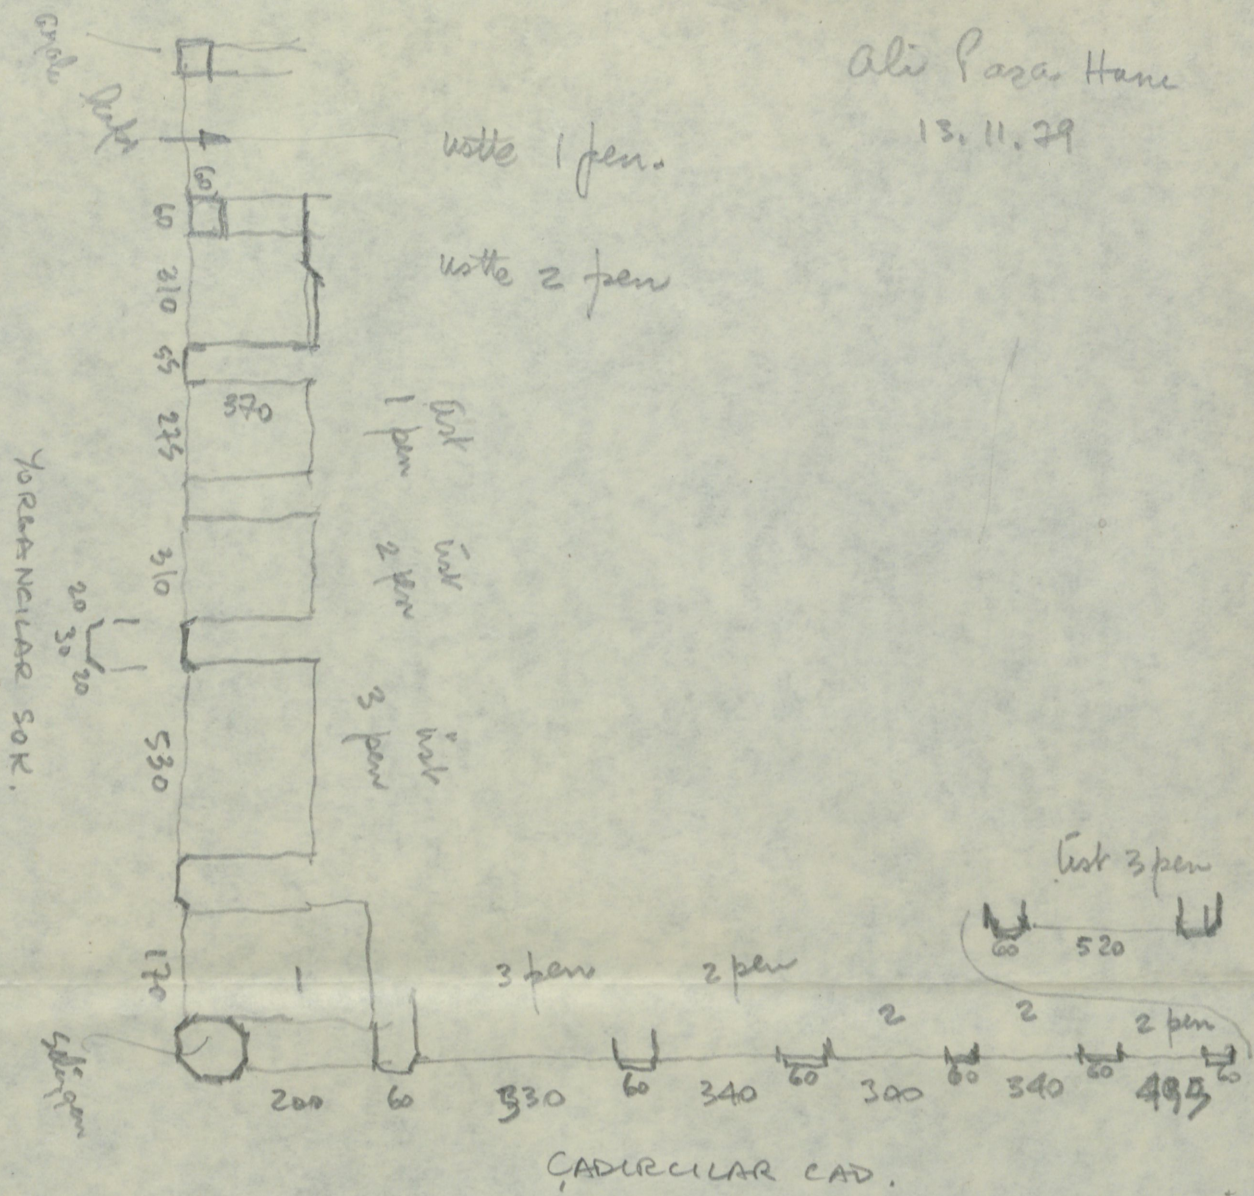 Ali Paşa Hanı
13.11.79
üstte 1 pen.
üstte 2 pen
60
60
210
55
275
370
üst
1 pen
310
üst
2 pen
20
30
20
530
üst
3 pen
170
YORGANCILAR SOK.
üst 3 pen
60 520
3 pen 2 pen 2 2 2 pen
200 60 330 60 340 60 300 60 340 60 495 60
ÇADIRCILAR CAD.